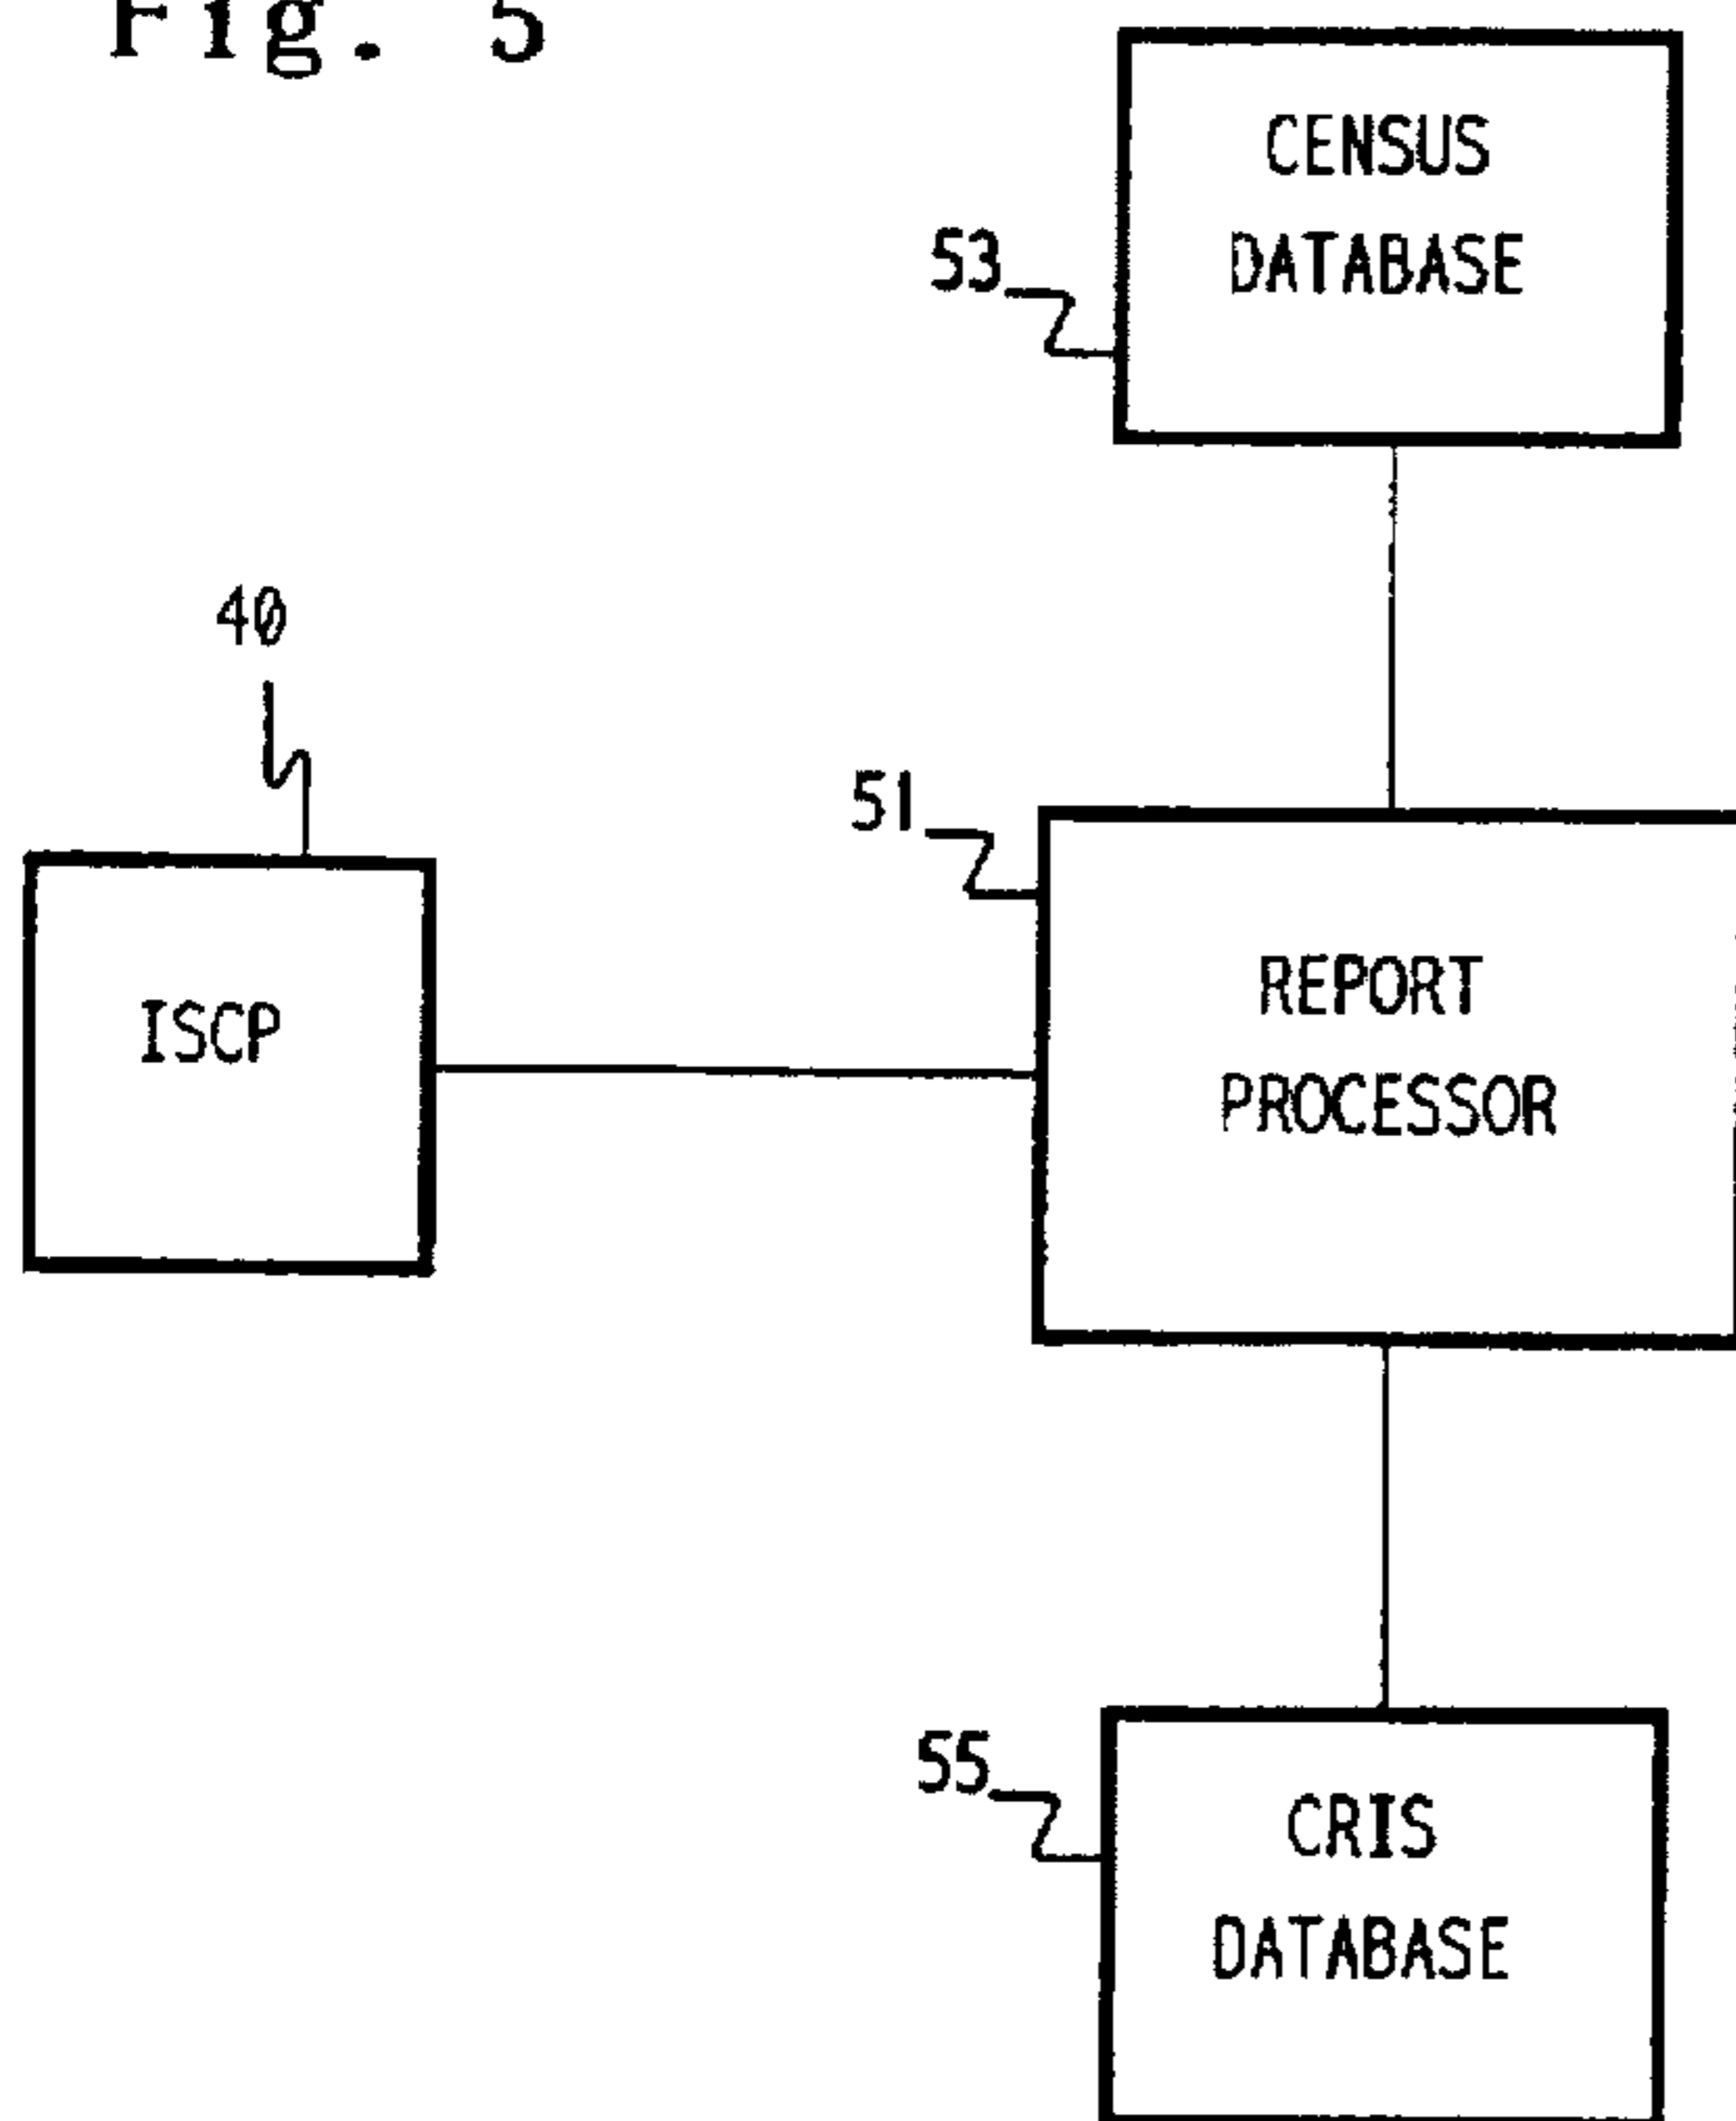 Fig. 5
CENSUS
DATABASE
53
40
51
ISCP
REPORT
PROCESSOR
55
CRIS
DATABASE